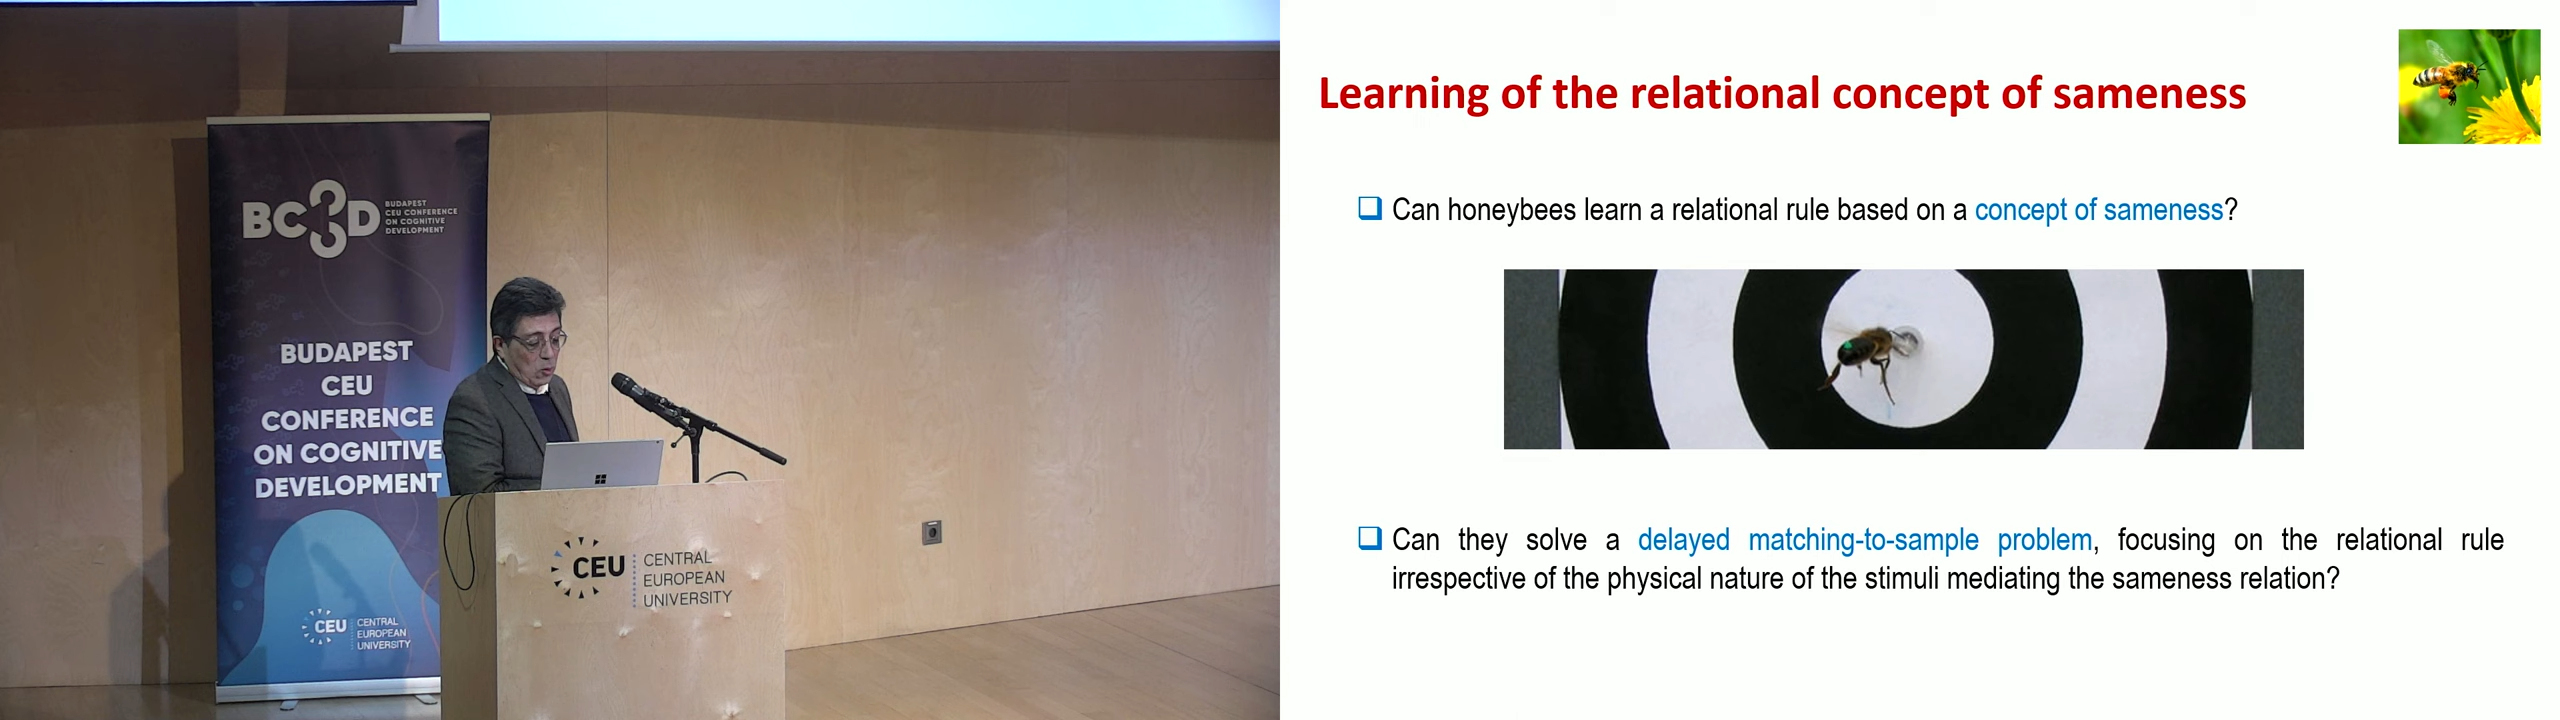 BC3D
BUDAPEST
CEU CONFERENCE
ON COGNITIVE
DEVELOPMENT
BUDAPEST
CEU
CONFERENCE
ON COGNITIVE
DEVELOPMENT
CEU
CENTRAL
EUROPEAN
UNIVERSITY
CEU
CENTRAL
EUROPEAN
UNIVERSITY
Learning of the relational concept of sameness
Can honeybees learn a relational rule based on a concept of sameness?
Can they solve a delayed matching-to-sample problem, focusing on the relational rule
irrespective of the physical nature of the stimuli mediating the sameness relation?